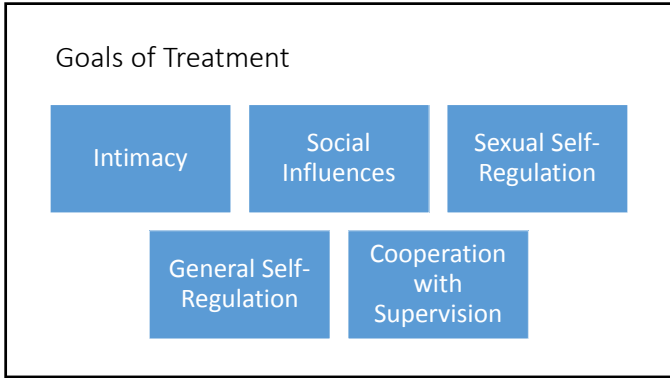 Goals of Treatment
Intimacy
Social
Influences
Sexual Self-
Regulation
General Self-
Regulation
Cooperation
with
Supervision